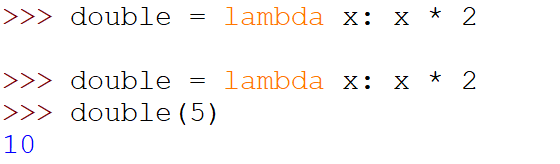 >>> double = lambda x: x * 2
>>> double = lambda x: x * 2
>>> double(5)
10